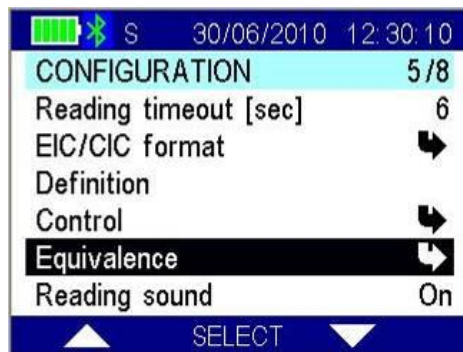 S 30/06/2010 12:30:10
CONFIGURATION 5/8
Reading timeout [sec] 6
EIC/CIC format
Definition
Control
Equivalence
Reading sound On
SELECT